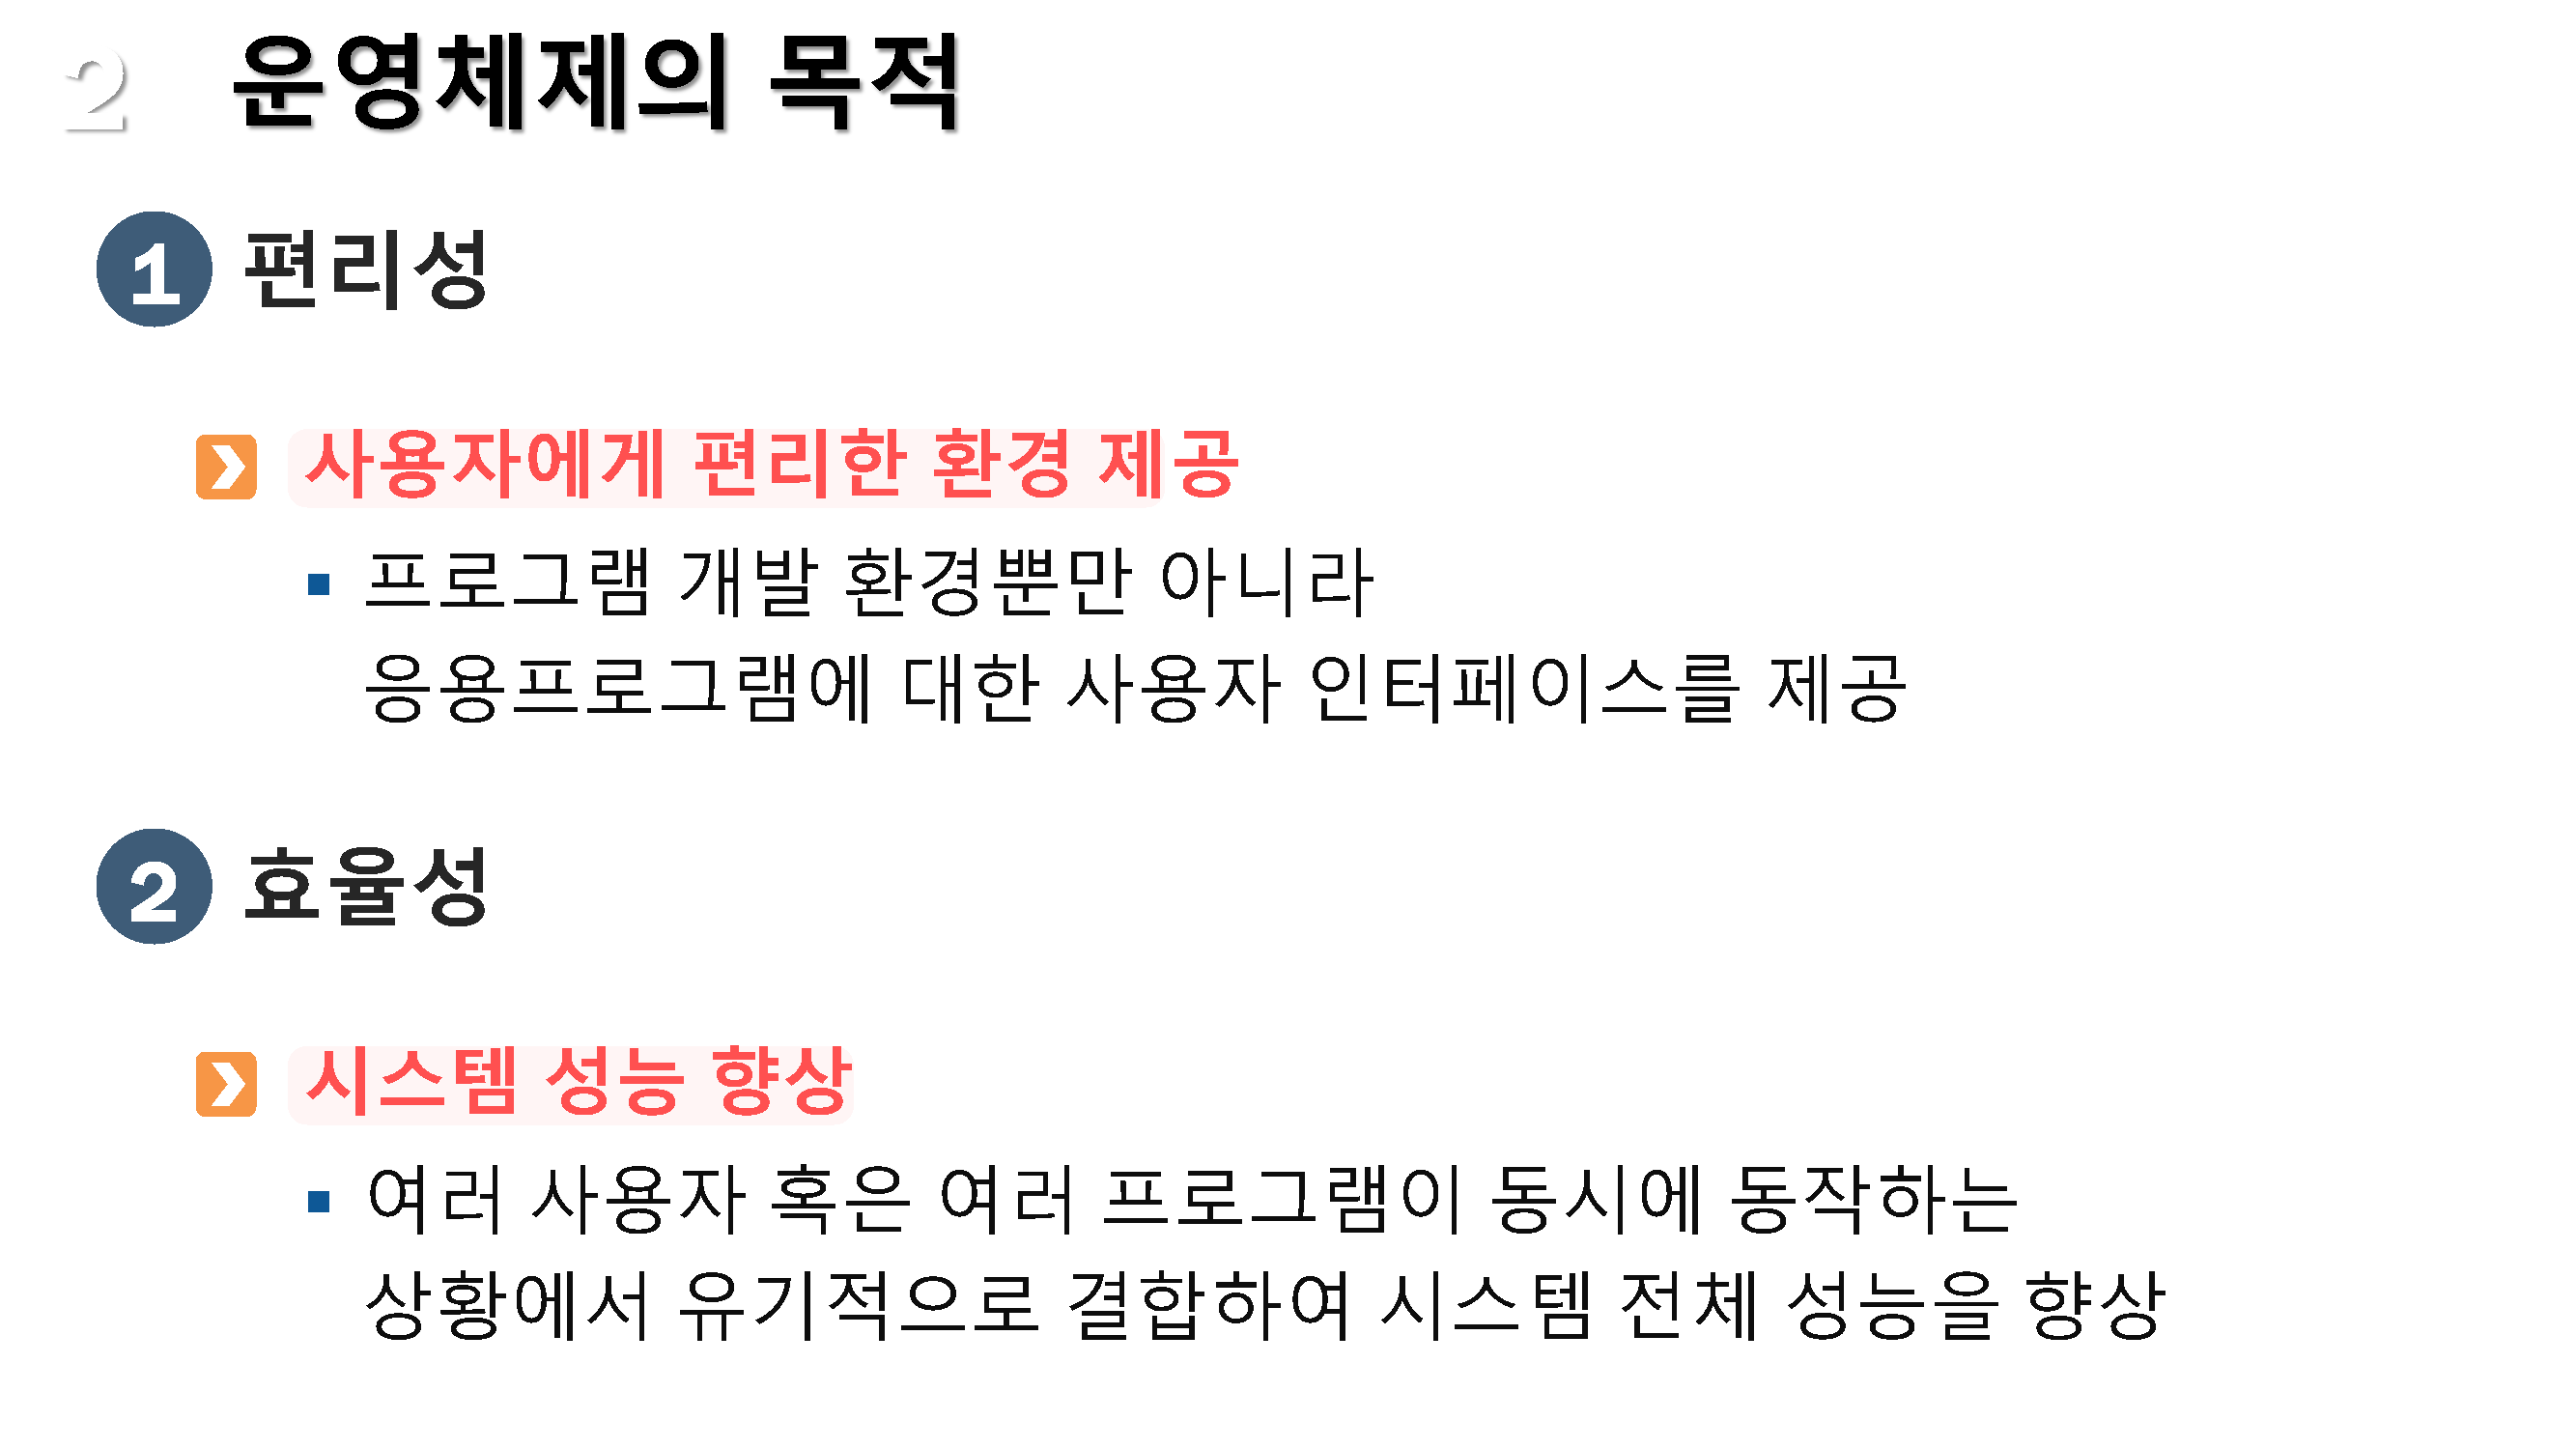 2 운영체제의 목적
1 편리성
사용자에게 편리한 환경 제공
▪ 프로그램 개발 환경뿐만 아니라
응용프로그램에 대한 사용자 인터페이스를 제공
2 효율성
시스템 성능 향상
▪ 여러 사용자 혹은 여러 프로그램이 동시에 동작하는
상황에서 유기적으로 결합하여 시스템 전체 성능을 향상